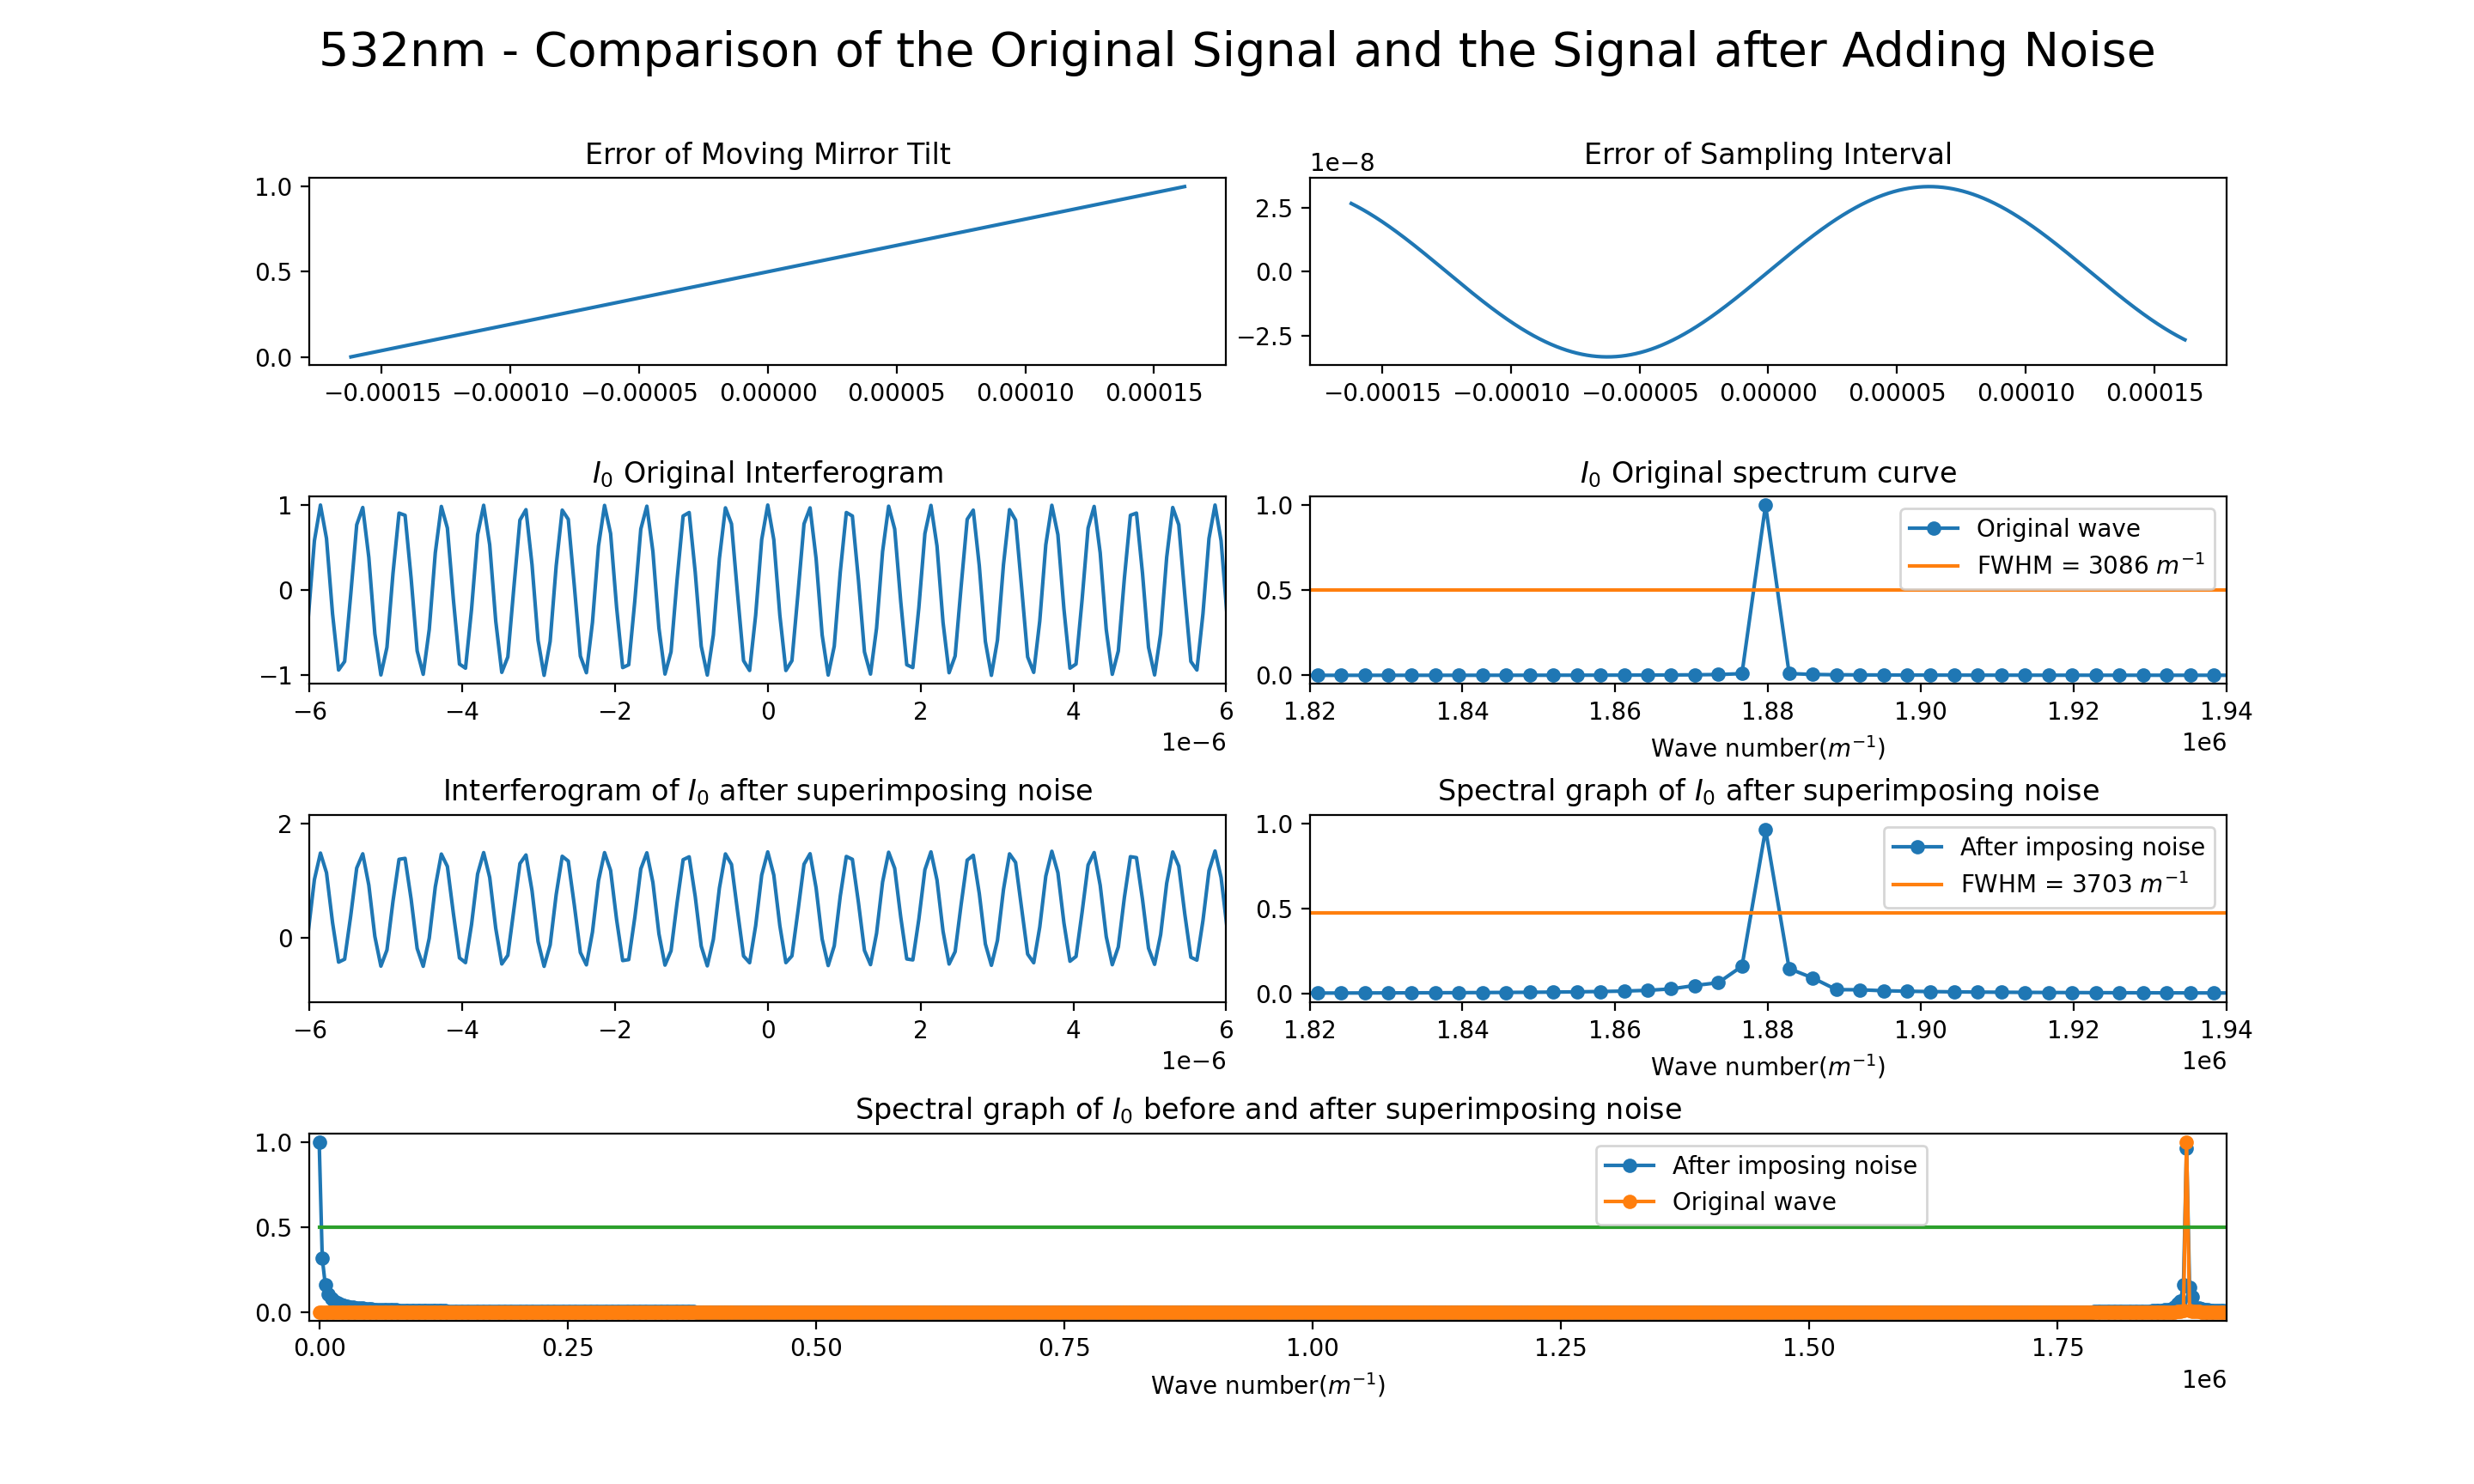 532nm - Comparison of the Original Signal and the Signal after Adding Noise
Error of Moving Mirror Tilt
1.0
0.5
0.0
−0.00015 −0.00010 −0.00005 0.00000 0.00005 0.00010 0.00015
Error of Sampling Interval
1e−8
2.5
0.0
−2.5
−0.00015 −0.00010 −0.00005 0.00000 0.00005 0.00010 0.00015
I₀ Original Interferogram
1
0
−1
−6 −4 −2 0 2 4 6
1e−6
I₀ Original spectrum curve
1.0
0.5
0.0
Original wave
FWHM = 3086 m⁻¹
1.82 1.84 1.86 1.88 1.90 1.92 1.94
Wave number(m⁻¹)
1e6
Interferogram of I₀ after superimposing noise
2
0
−6 −4 −2 0 2 4 6
1e−6
Spectral graph of I₀ after superimposing noise
1.0
0.5
0.0
After imposing noise
FWHM = 3703 m⁻¹
1.82 1.84 1.86 1.88 1.90 1.92 1.94
Wave number(m⁻¹)
1e6
Spectral graph of I₀ before and after superimposing noise
1.0
0.5
0.0
After imposing noise
Original wave
0.00 0.25 0.50 0.75 1.00 1.25 1.50 1.75
Wave number(m⁻¹)
1e6